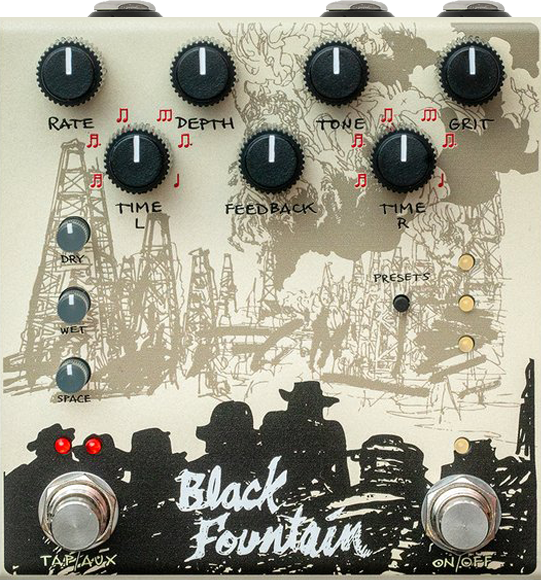 RATE DEPTH TONE GRIT
TIME L FEEDBACK TIME R
DRY
PRESETS
WET
SPACE
Black
Fountain
TAP/AUX ON/OFF